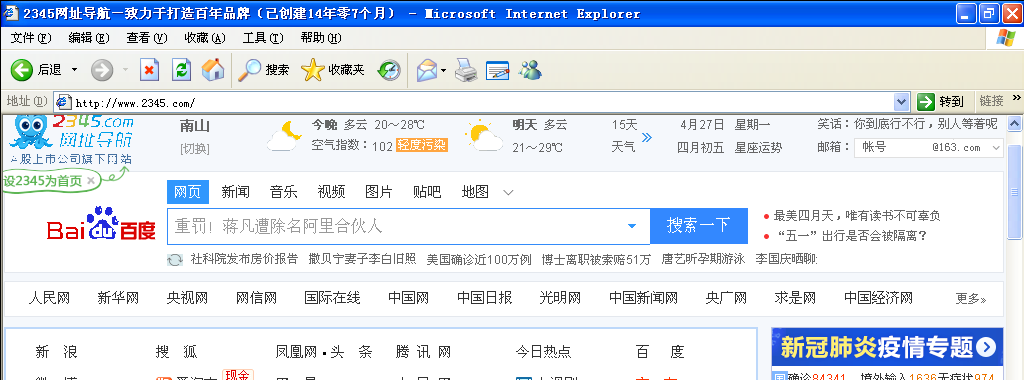 2345网址导航一致力于打造百年品牌（已创建14年零7个月） - Microsoft Internet Explorer
文件(F) 编辑(E) 查看(V) 收藏(A) 工具(T) 帮助(H)
后退 搜索 收藏夹
地址(D) http://www.2345.com/ 转到 链接 »
2345.com 南山 今晚 多云 20～28℃ 明天 多云 15天 4月27日 星期一 笑话：你到底行不行，别人等着呢
网址导航 [切换] 空气指数：102 轻度污染 21～29℃ 天气 四月初五 星座运势 邮箱： 帐号 @163.com
A股上市公司旗下网站
设2345为首页 ×
网页 新闻 音乐 视频 图片 贴吧 地图
Bai du 百度 重罚！蒋凡遭除名阿里合伙人 搜索一下
最美四月天，唯有读书不可辜负
“五一”出行是否会被隔离？
社科院发布房价报告 撒贝宁妻子李白旧照 美国确诊近100万例 博士离职被索赔51万 唐艺昕孕期游泳 李国庆晒聊
人民网 新华网 央视网 网信网 国际在线 中国网 中国日报 光明网 中国新闻网 央广网 求是网 中国经济网 更多»
新 浪 搜 狐 凤凰网·头 条 腾 讯 网 今日热点 百 度
新冠肺炎疫情专题
现金
国确诊84341 境外输入1636无症状974